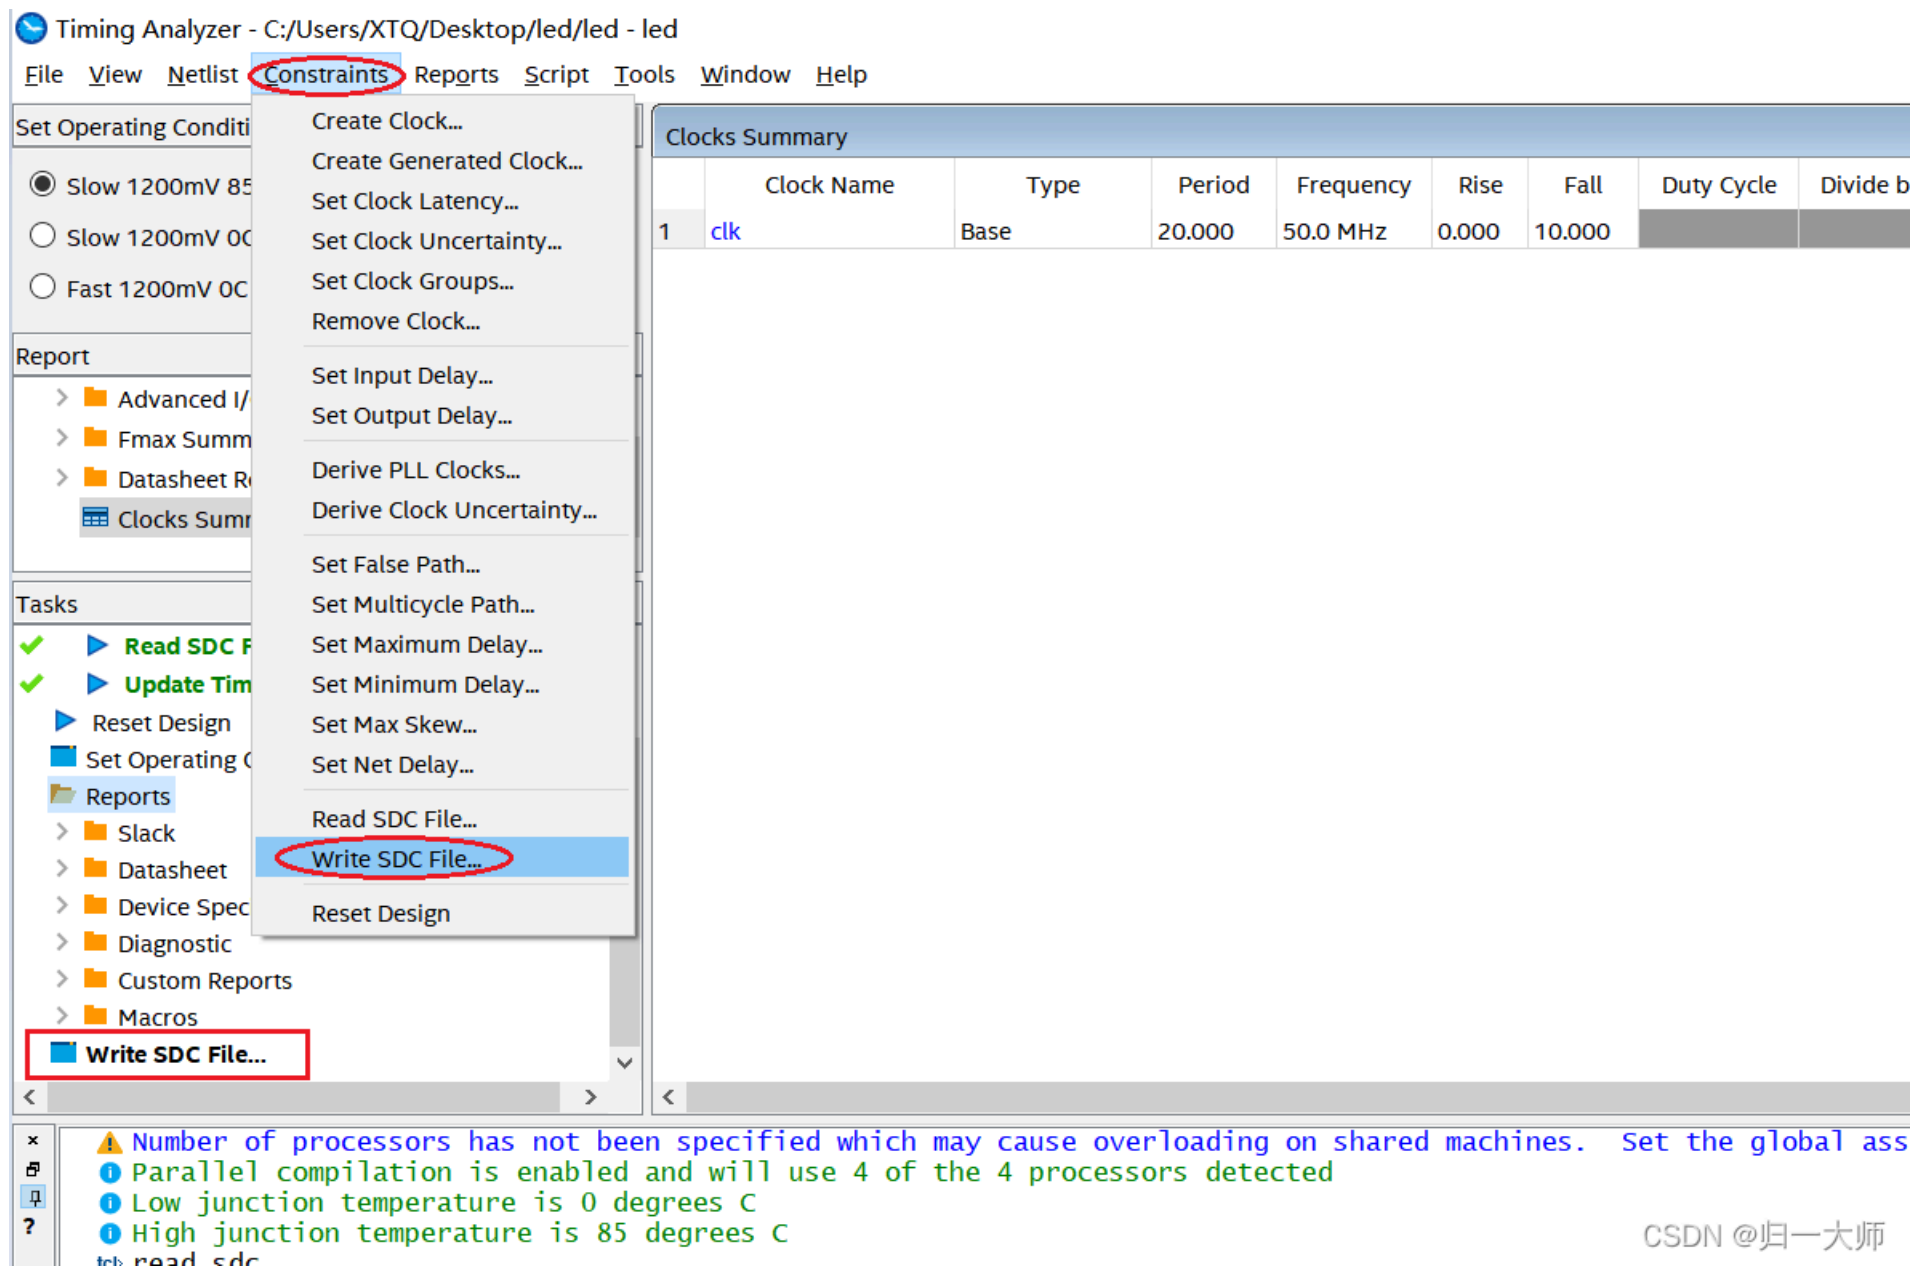 Timing Analyzer - C:/Users/XTQ/Desktop/led/led - led
File View Netlist Constraints Reports Script Tools Window Help
Set Operating Conditi
Slow 1200mV 85
Slow 1200mV 0C
Fast 1200mV 0C
Report
Advanced I/
Fmax Summ
Datasheet Re
Clocks Sum
Tasks
Read SDC F
Update Tim
Reset Design
Set Operating C
Reports
Slack
Datasheet
Device Spec
Diagnostic
Custom Reports
Macros
Write SDC File...
Create Clock...
Create Generated Clock...
Set Clock Latency...
Set Clock Uncertainty...
Set Clock Groups...
Remove Clock...
Set Input Delay...
Set Output Delay...
Derive PLL Clocks...
Derive Clock Uncertainty...
Set False Path...
Set Multicycle Path...
Set Maximum Delay...
Set Minimum Delay...
Set Max Skew...
Set Net Delay...
Read SDC File...
Write SDC File...
Reset Design
Clocks Summary
Clock Name Type Period Frequency Rise Fall Duty Cycle Divide b
1 clk Base 20.000 50.0 MHz 0.000 10.000
Number of processors has not been specified which may cause overloading on shared machines. Set the global ass
Parallel compilation is enabled and will use 4 of the 4 processors detected
Low junction temperature is 0 degrees C
High junction temperature is 85 degrees C
tcl> read_sdc
CSDN @归一大师